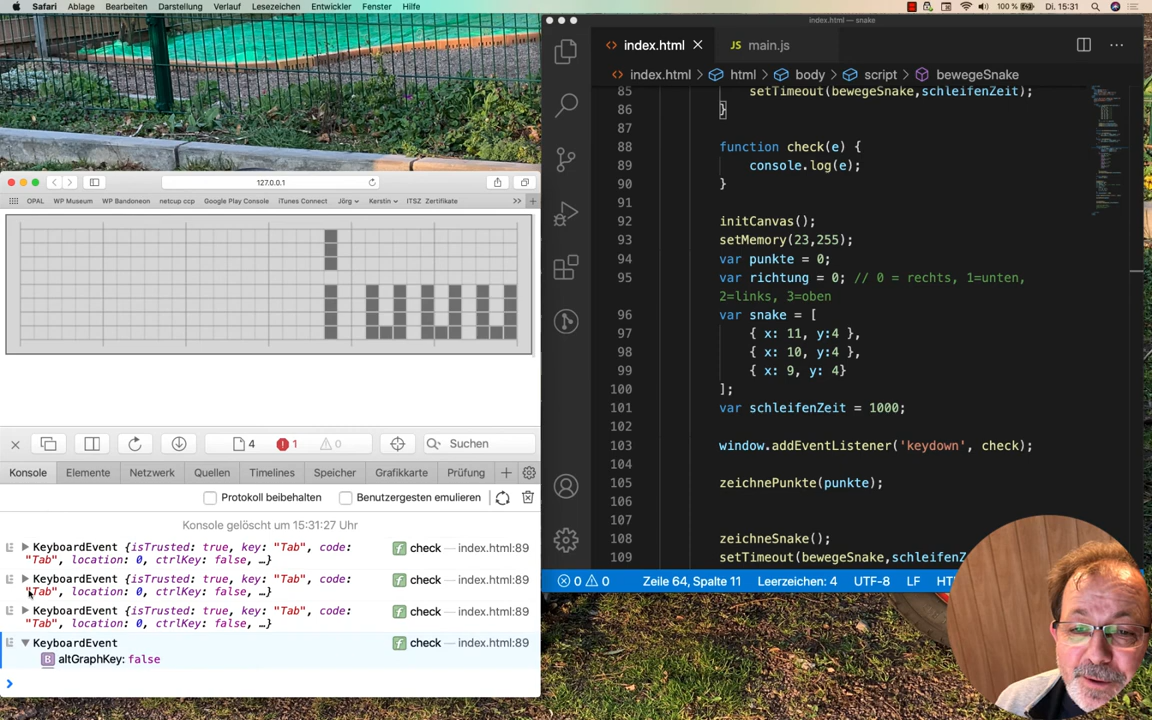 Safari Ablage Bearbeiten Darstellung Verlauf Lesezeichen Entwickler Fenster Hilfe 100 % Di. 15:31
127.0.0.1
OPAL WP Museum WP Bandoneon netcup ccp Google Play Console iTunes Connect Jörg Kerstin ITSZ Zertifikate >> +
4 1 0 Suchen
Konsole Elemente Netzwerk Quellen Timelines Speicher Grafikkarte Prüfung +
Protokoll beibehalten Benutzergesten emulieren
Konsole gelöscht um 15:31:27 Uhr
E KeyboardEvent {isTrusted: true, key: "Tab", code: f check — index.html:89
"Tab", location: 0, ctrlKey: false, …}
E KeyboardEvent {isTrusted: true, key: "Tab", code: f check — index.html:89
"Tab", location: 0, ctrlKey: false, …}
E KeyboardEvent {isTrusted: true, key: "Tab", code: f check — index.html:89
"Tab", location: 0, ctrlKey: false, …}
E KeyboardEvent f check — index.html:89
B altGraphKey: false
>
index.html — snake
<> index.html × JS main.js ...
<> index.html > html > body > script > bewegeSnake
85 setTimeout(bewegeSnake,schleifenZeit);
86 }
87
88 function check(e) {
89 console.log(e);
90 }
91
92 initCanvas();
93 setMemory(23,255);
94 var punkte = 0;
95 var richtung = 0; // 0 = rechts, 1=unten,
2=links, 3=oben
96 var snake = [
97 { x: 11, y:4 },
98 { x: 10, y:4 },
99 { x: 9, y: 4}
100 ];
101 var schleifenZeit = 1000;
102
103 window.addEventListener('keydown', check);
104
105 zeichnePunkte(punkte);
106
107
108 zeichneSnake();
109 setTimeout(bewegeSnake,schleifenZe
0 0 Zeile 64, Spalte 11 Leerzeichen: 4 UTF-8 LF